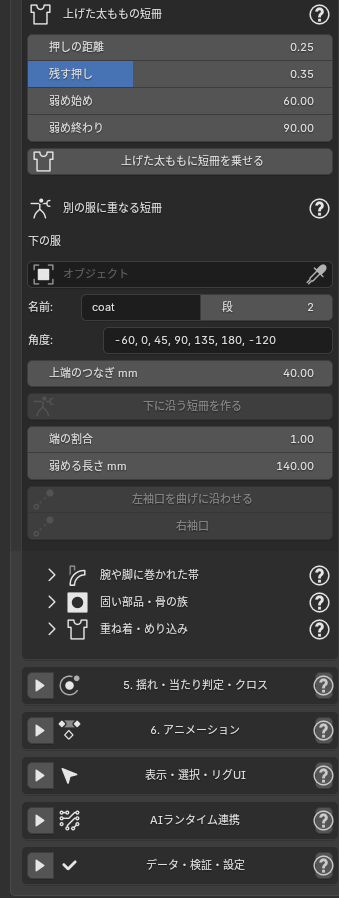 上げた太ももの短冊
押しの距離 0.25
残す押し 0.35
弱め始め 60.00
弱め終わり 90.00
上げた太ももに短冊を乗せる
別の服に重なる短冊
下の服
オブジェクト
名前: coat 段 2
角度: -60, 0, 45, 90, 135, 180, -120
上端のつなぎ mm 40.00
下に沿う短冊を作る
端の割合 1.00
弱める長さ mm 140.00
左袖口を曲げに沿わせる
右袖口
腕や脚に巻かれた帯
固い部品・骨の族
重ね着・めり込み
5. 揺れ・当たり判定・クロス
6. アニメーション
表示・選択・リグUI
AIランタイム連携
データ・検証・設定